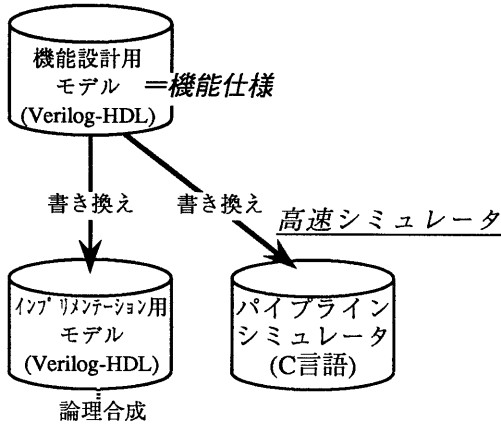 機能設計用
モデル
(Verilog-HDL)
=機能仕様
書き換え
書き換え
高速シミュレータ
インプリメンテーション用
モデル
(Verilog-HDL)
パイプライン
シミュレータ
(C言語)
論理合成